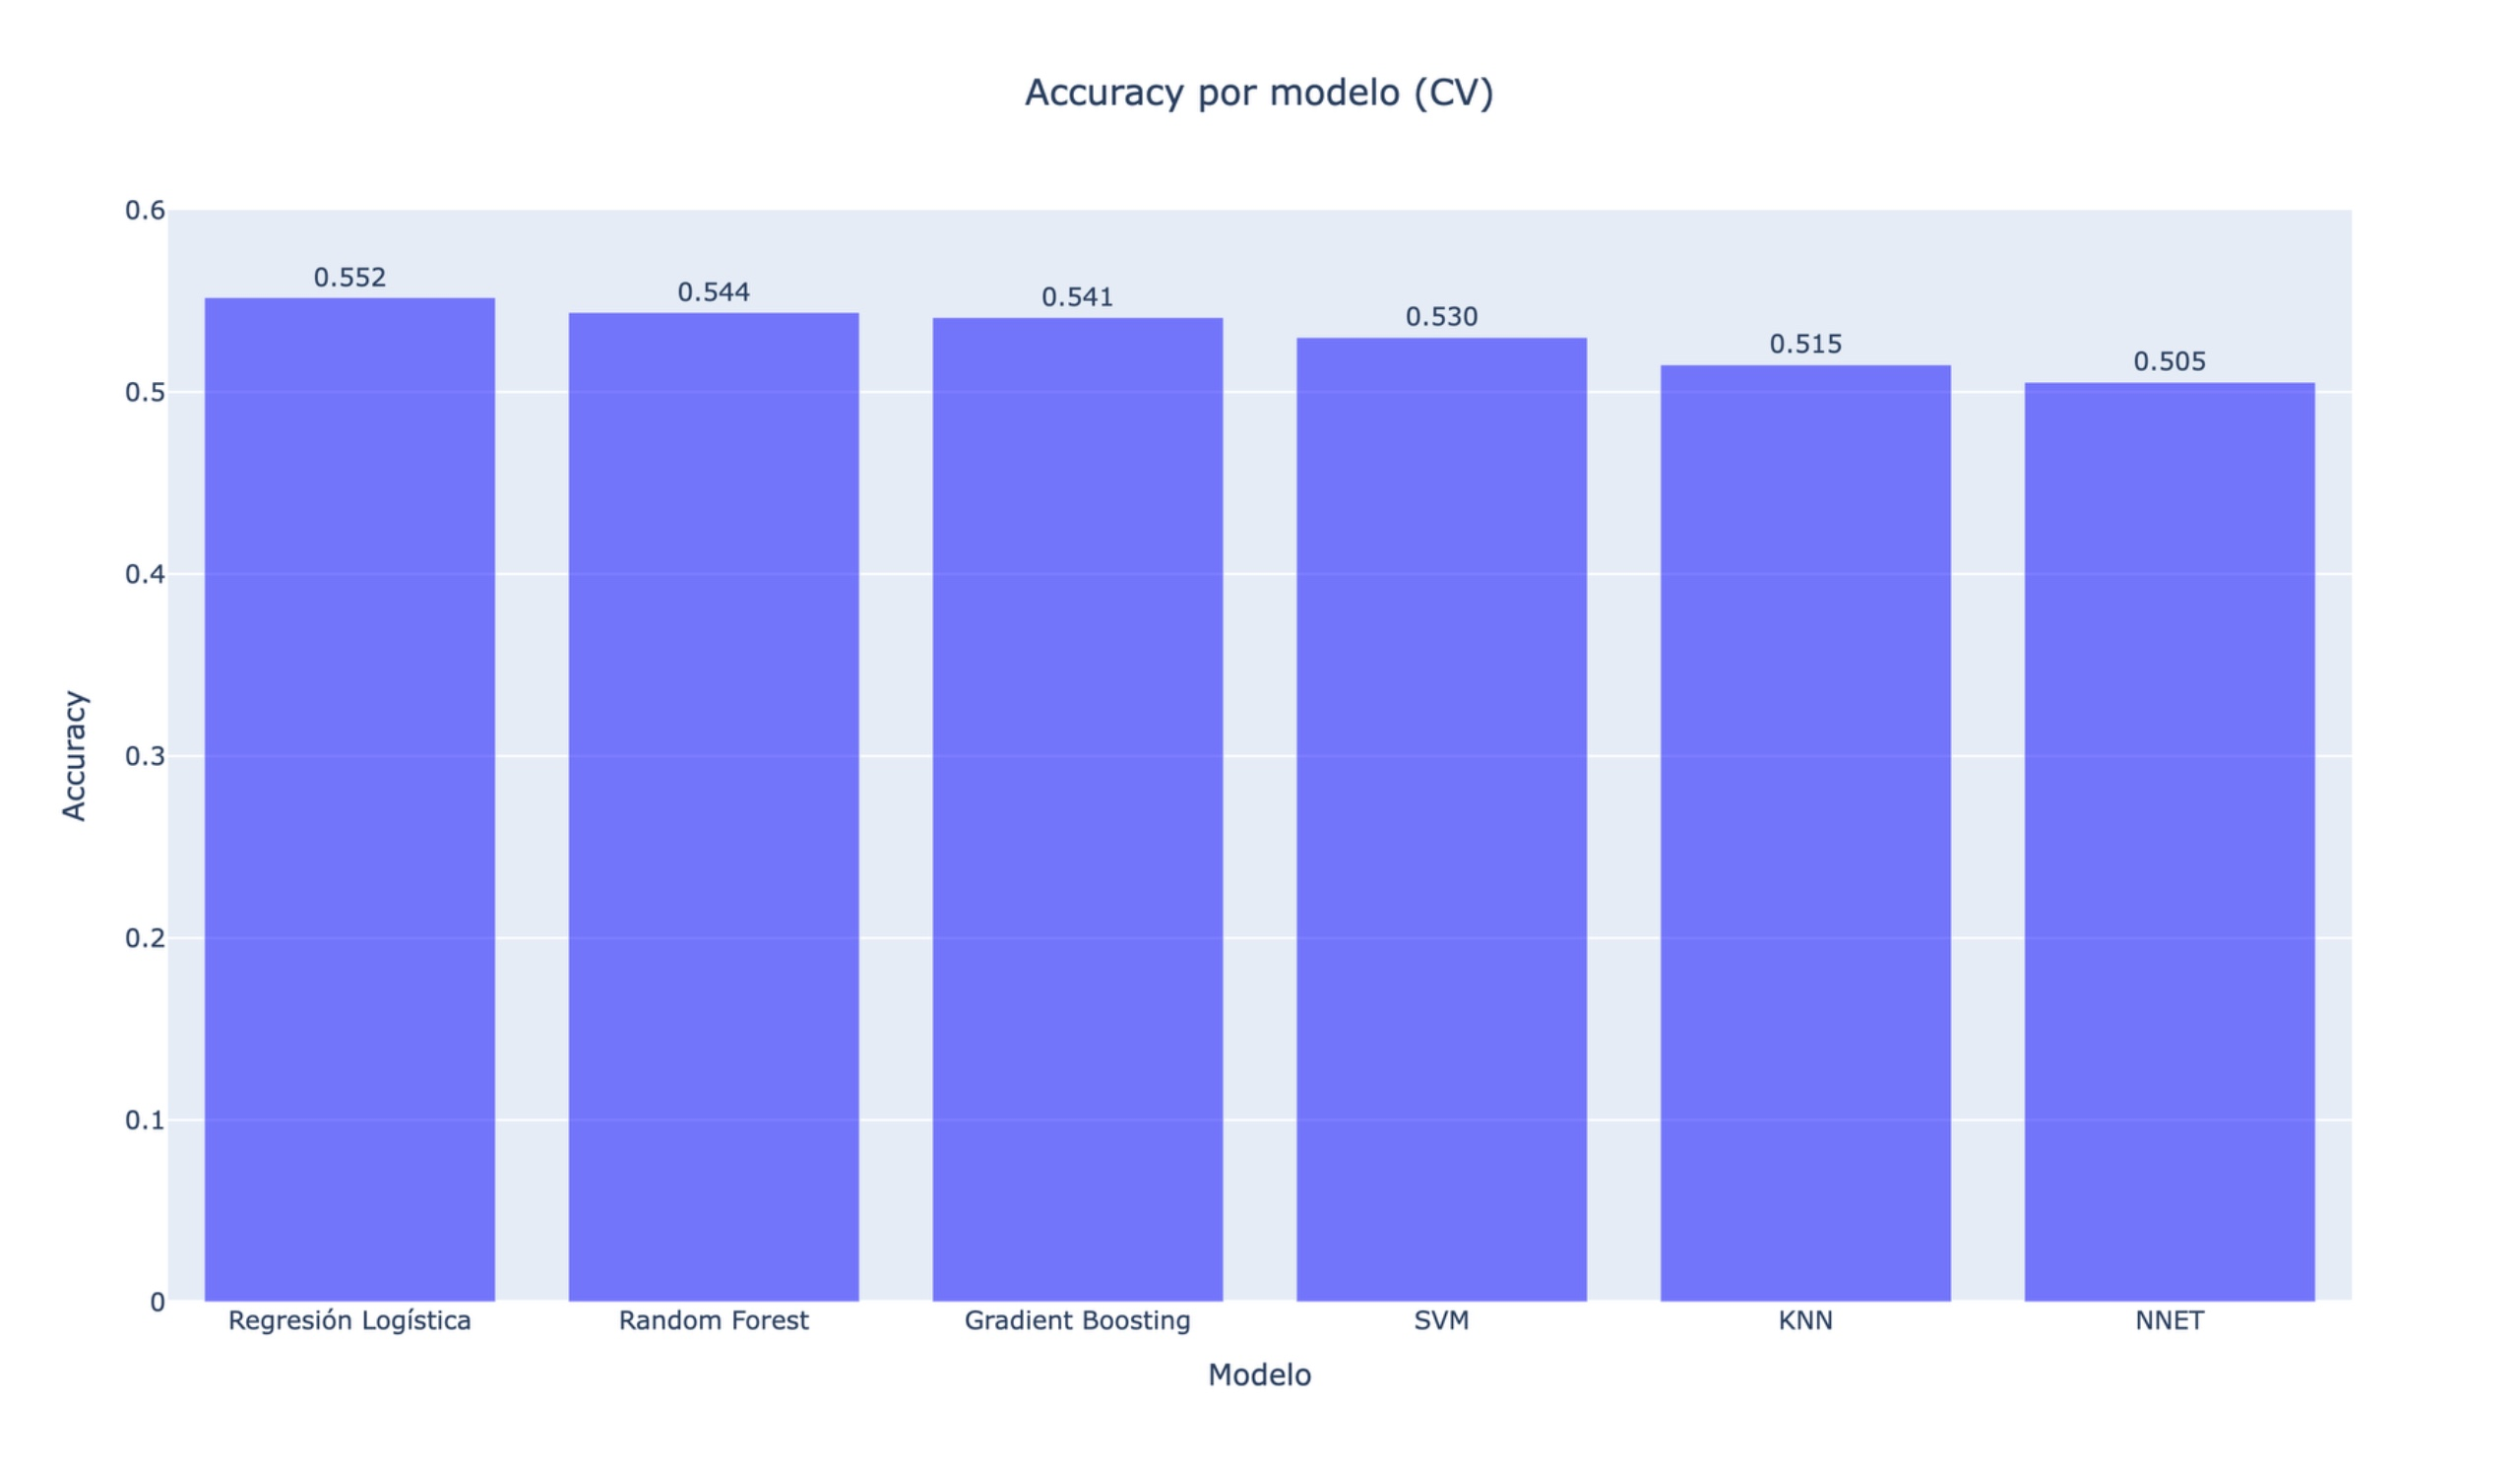 Accuracy por modelo (CV)
0.6
0.5
0.4
0.3
0.2
0.1
0
Accuracy
0.552
0.544
0.541
0.530
0.515
0.505
Regresión Logística
Random Forest
Gradient Boosting
SVM
KNN
NNET
Modelo